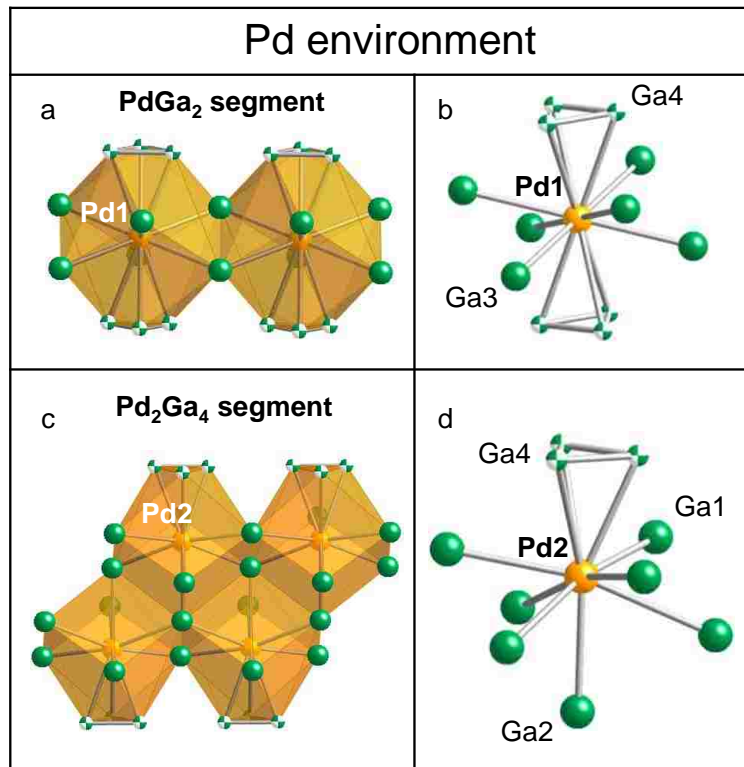 Pd environment
a
PdGa₂ segment
Pd1
b
Ga4
Pd1
Ga3
c
Pd₂Ga₄ segment
Pd2
d
Ga4
Ga1
Pd2
Ga2